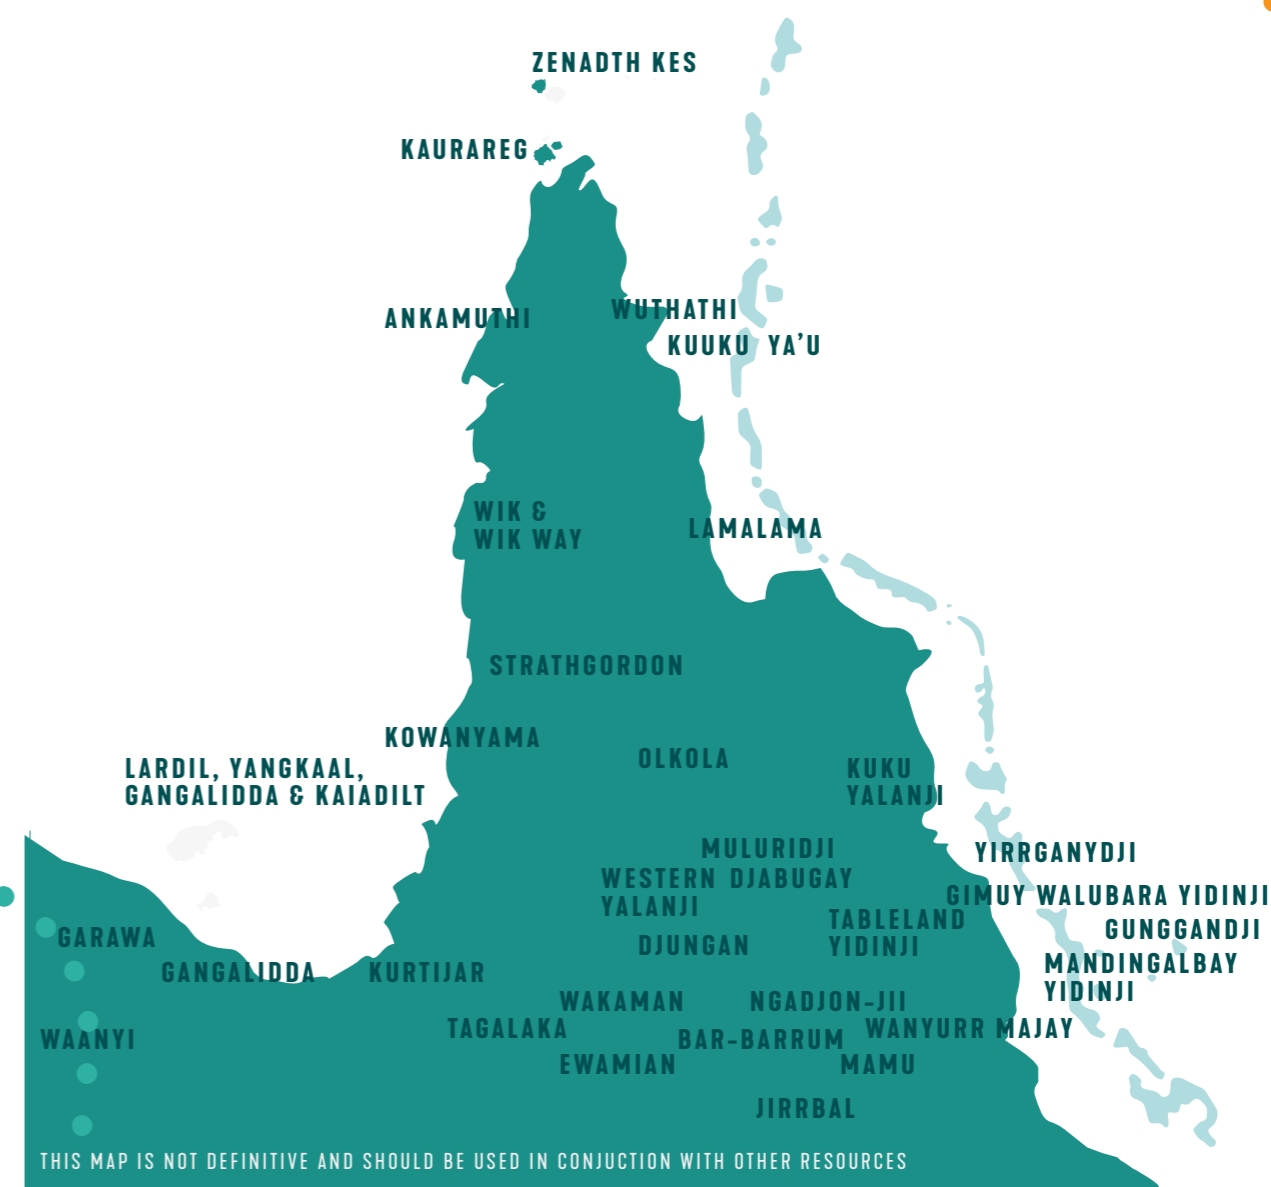 ZENADTH KES
KAURAREG
ANKAMUTHI
WUTHATHI
KUUKU YA’U
WIK &
WIK WAY
LAMALAMA
STRATHGORDON
KOWANYAMA
OLKOLA
LARDIL, YANGKAAL,
GANGALIDDA & KAIADILT
KUKU
YALANJI
MULURIDJI
YIRRGANYDJI
WESTERN DJABUGAY
YALANJI
GIMUY WALUBARA YIDINJI
TABLELAND
YIDINJI
GUNGGANDJI
GARAWA
DJUNGAN
MANDINGALBAY
YIDINJI
GANGALIDDA
KURTIJAR
WAKAMAN
NGADJON-JII
TAGALAKA
WANYURR MAJAY
WAANYI
BAR-BARRUM
EWAMIAN
MAMU
JIRRBAL
THIS MAP IS NOT DEFINITIVE AND SHOULD BE USED IN CONJUCTION WITH OTHER RESOURCES